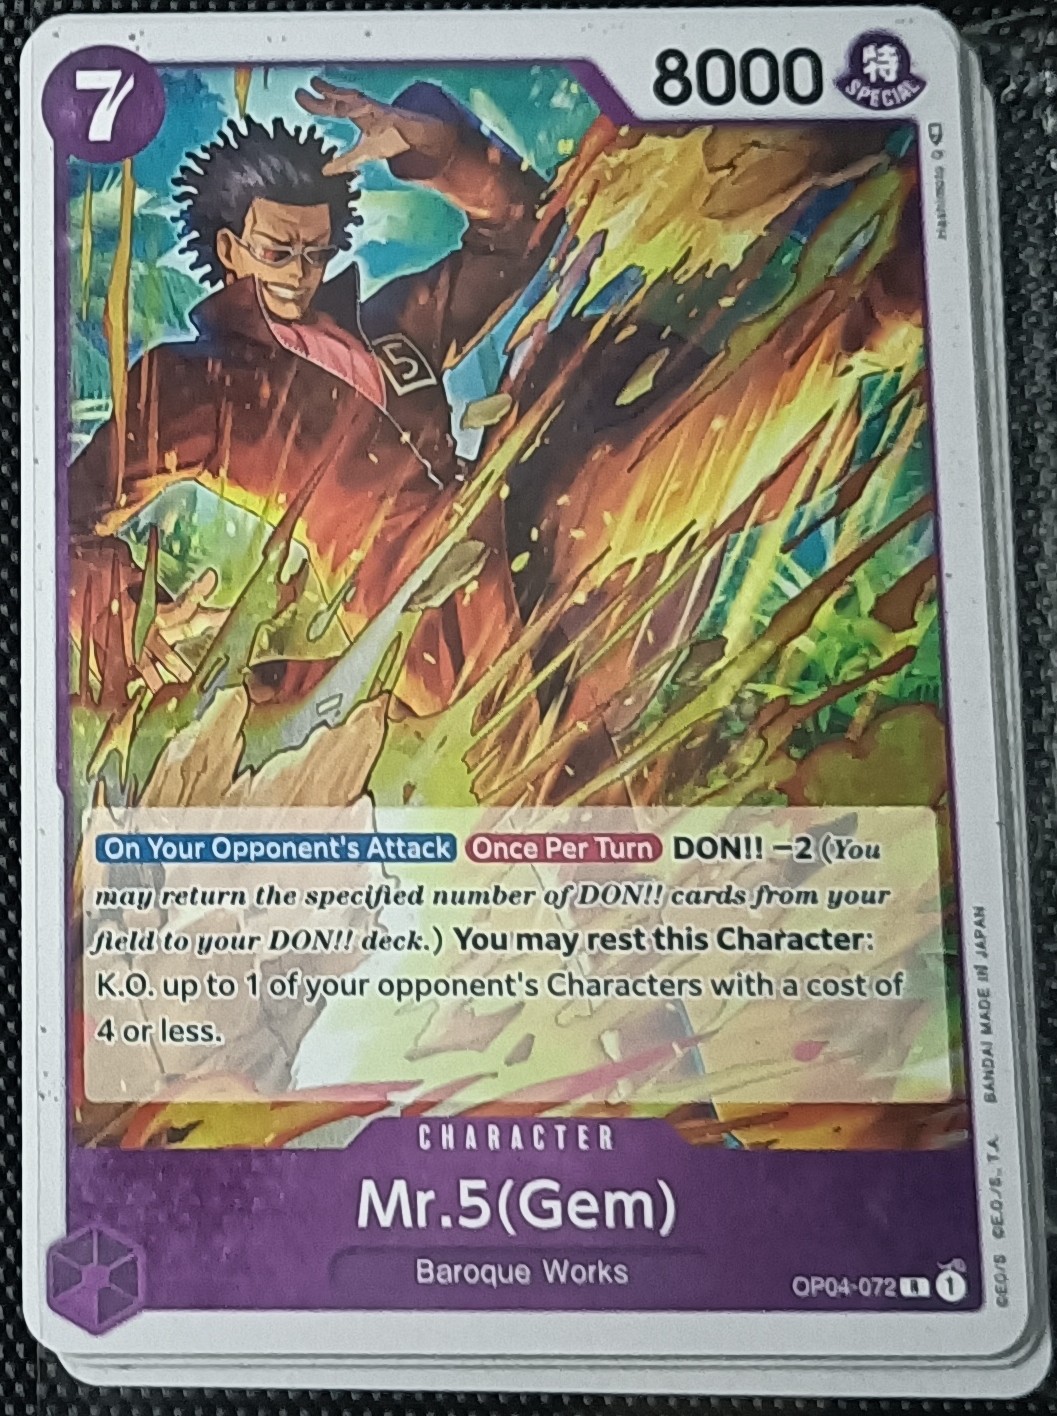 7
8000
特
SPECIAL
Hashimoto Q
5
On Your Opponent's Attack Once Per Turn DON!! −2 (You
may return the specified number of DON!! cards from your
field to your DON!! deck.) You may rest this Character:
K.O. up to 1 of your opponent's Characters with a cost of
4 or less.
CHARACTER
Mr.5(Gem)
Baroque Works
OP04-072 R 1
©E.O./S ©E.O./S., T.A. BANDAI MADE IN JAPAN